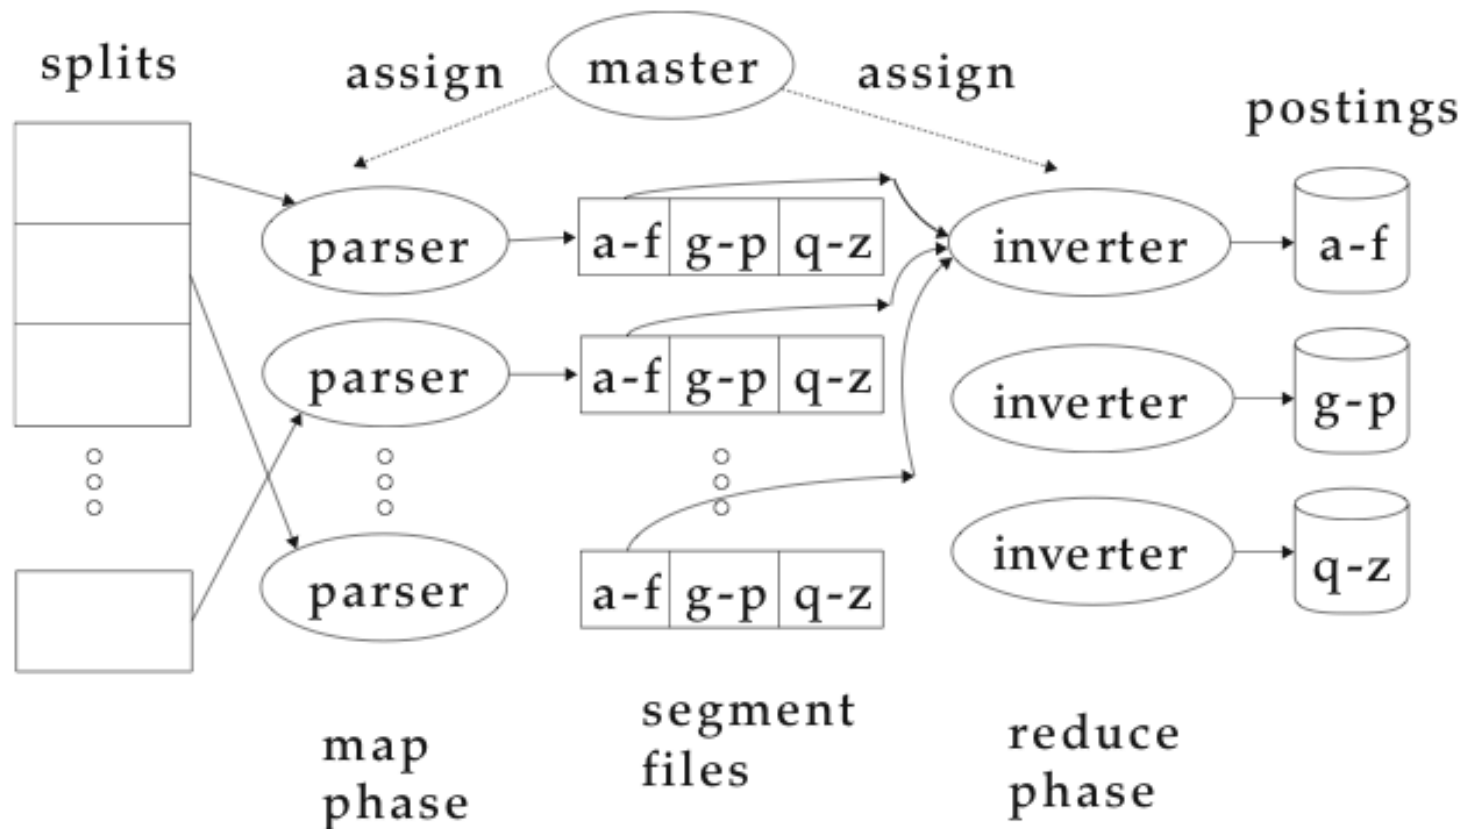 splits
assign
master
assign
postings
parser
a-f g-p q-z
inverter
a-f
parser
a-f g-p q-z
inverter
g-p
parser
a-f g-p q-z
inverter
q-z
map
phase
segment
files
reduce
phase